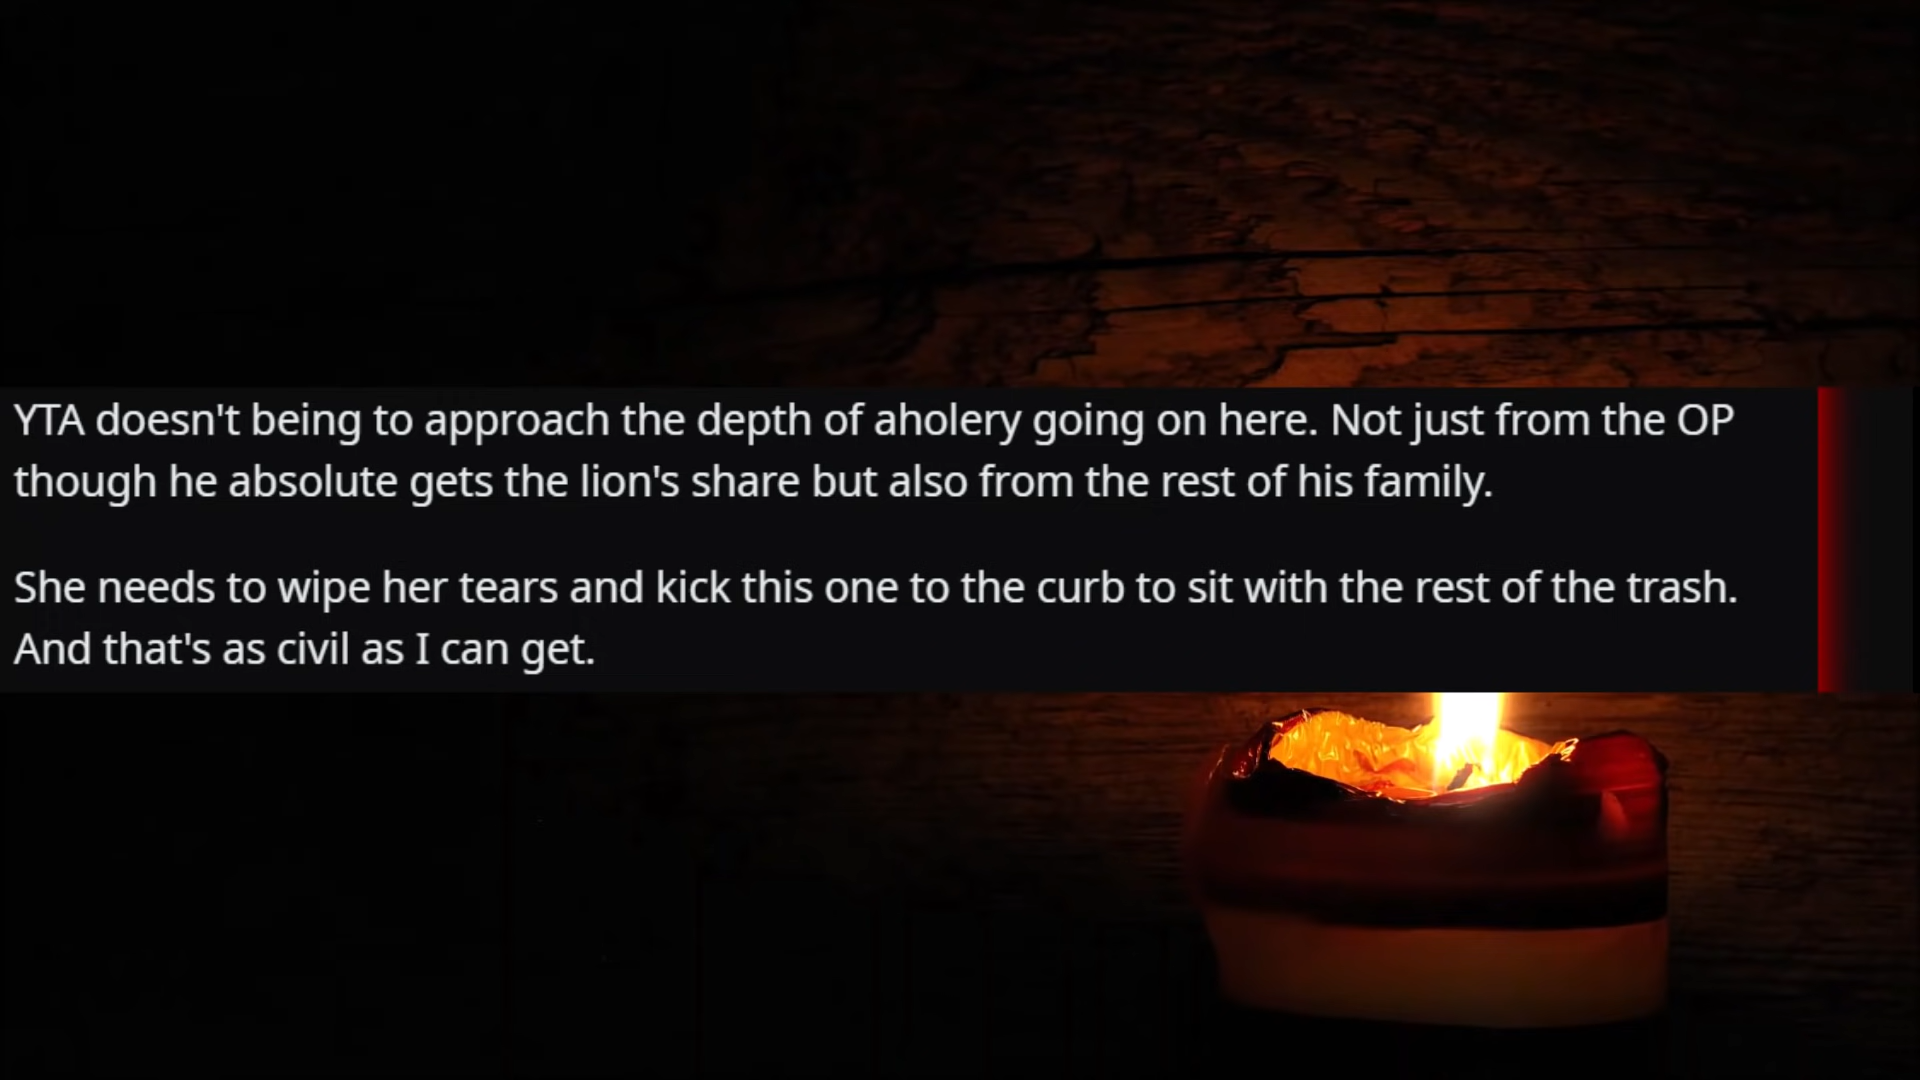 YTA doesn't being to approach the depth of aholery going on here. Not just from the OP
though he absolute gets the lion's share but also from the rest of his family.
She needs to wipe her tears and kick this one to the curb to sit with the rest of the trash.
And that's as civil as I can get.